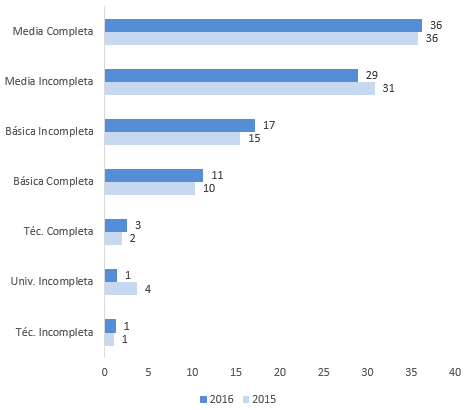 Media Completa 36
36
Media Incompleta 29
31
Básica Incompleta 17
15
Básica Completa 11
10
Téc. Completa 3
2
Univ. Incompleta 1
4
Téc. Incompleta 1
1
0 5 10 15 20 25 30 35 40
2016 2015